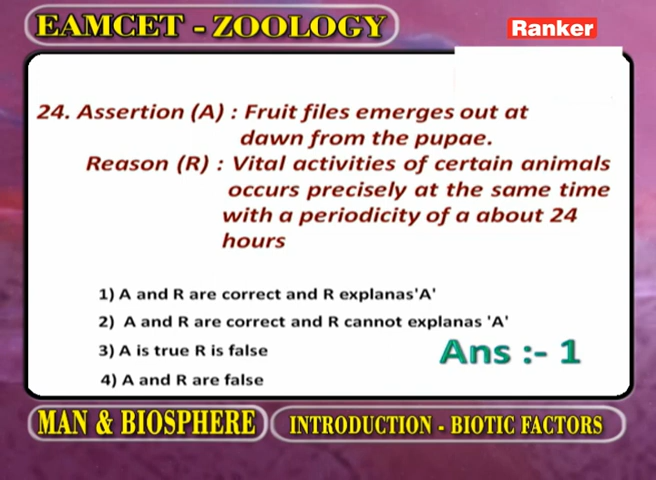 EAMCET - ZOOLOGY
Ranker
24. Assertion (A) : Fruit files emerges out at
dawn from the pupae.
Reason (R) : Vital activities of certain animals
occurs precisely at the same time
with a periodicity of a about 24
hours
1) A and R are correct and R explanas'A'
2) A and R are correct and R cannot explanas 'A'
3) A is true R is false
Ans :- 1
4) A and R are false
MAN & BIOSPHERE
INTRODUCTION - BIOTIC FACTORS